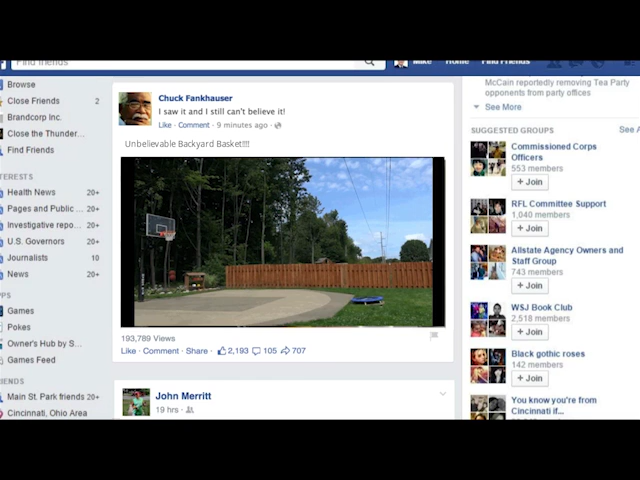 Find friends
Mike Home Find Friends
Browse
Close Friends 2
Brandcorp Inc.
Close the Thunder...
Find Friends
TERESTS
Health News 20+
Pages and Public ... 20+
Investigative repo... 20+
U.S. Governors 20+
Journalists 10
News 20+
PPS
Games
Pokes
Owner's Hub by S...
Games Feed
IENDS
Main St. Park friends 20+
Cincinnati, Ohio Area
Chuck Fankhauser
I saw it and I still can't believe it!
Like · Comment · 9 minutes ago ·
Unbelievable Backyard Basket!!!!
193,789 Views
Like · Comment · Share · 2,193 105 707
John Merritt
19 hrs ·
McCain reportedly removing Tea Party
opponents from party offices
See More
SUGGESTED GROUPS See A
Commissioned Corps
Officers
553 members
+ Join
RFL Committee Support
1,040 members
+ Join
Allstate Agency Owners and
Staff Group
743 members
+ Join
WSJ Book Club
2,518 members
+ Join
Black gothic roses
142 members
+ Join
You know you're from
Cincinnati if...